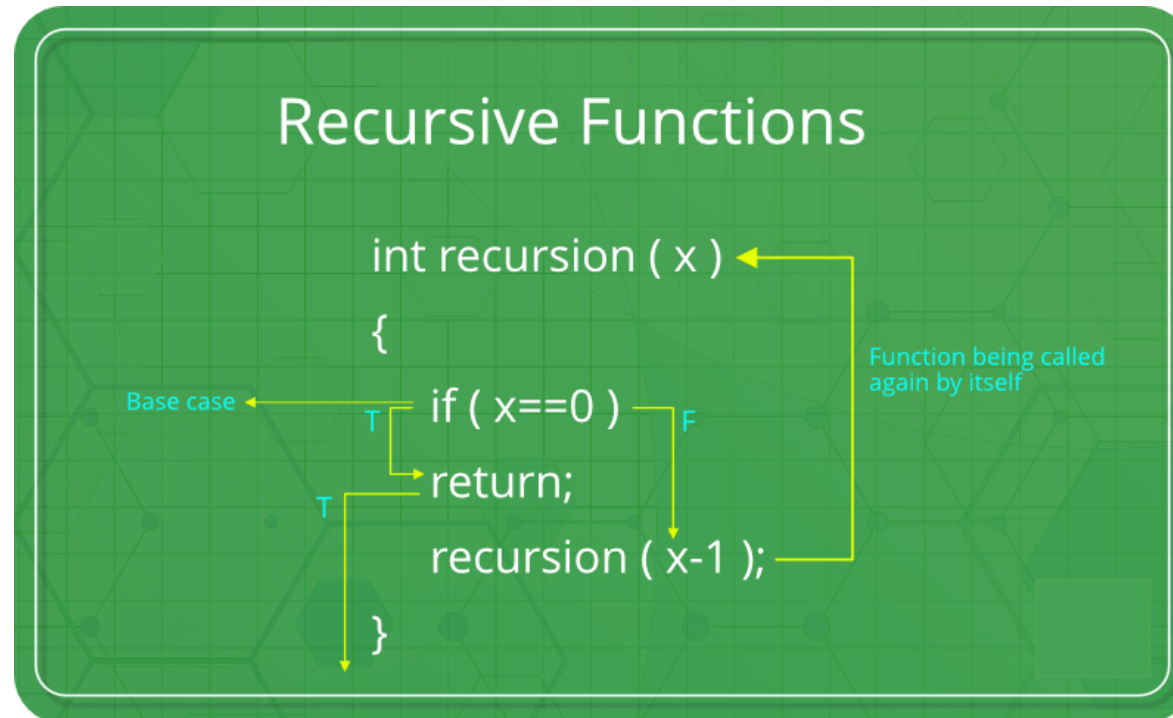 Recursive Functions
int recursion ( x )
{
Function being called
again by itself
Base case
if ( x==0 )
T
F
return;
T
recursion ( x-1 );
}